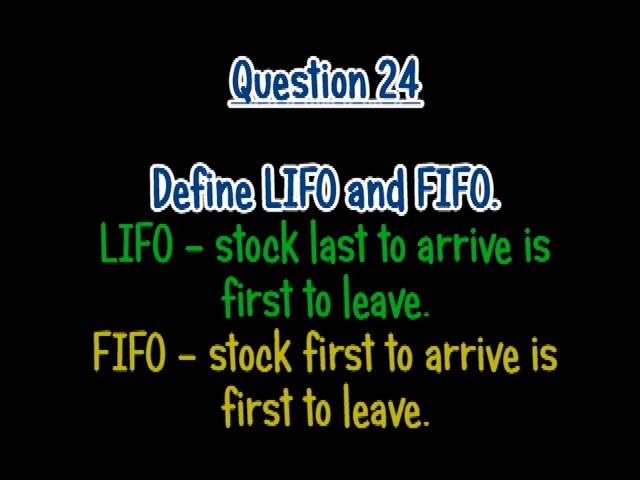 Question 24
Define LIFO and FIFO.
LIFO – stock last to arrive is
first to leave.
FIFO – stock first to arrive is
first to leave.